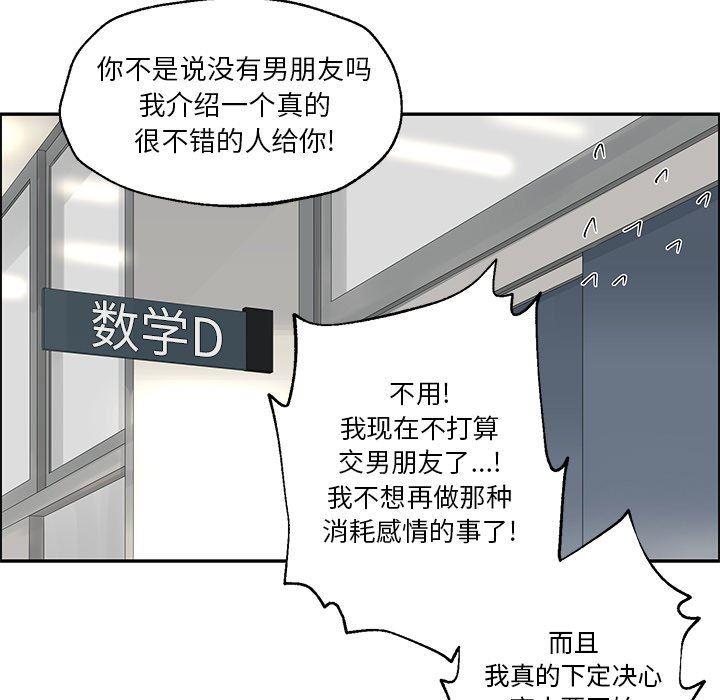 你不是说没有男朋友吗
我介绍一个真的
很不错的人给你!
数学D
不用!
我现在不打算
交男朋友了...!
我不想再做那种
消耗感情的事了!
而且
我真的下定决心